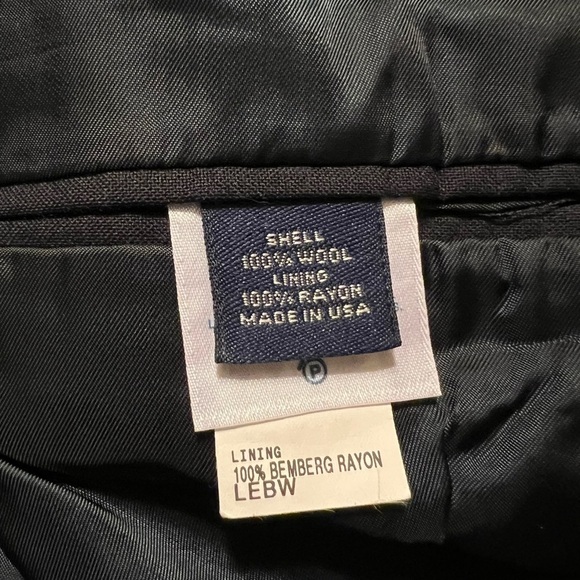 SHELL
100% WOOL
LINING
100% RAYON
MADE IN USA
P
LINING
100% BEMBERG RAYON
LEBW